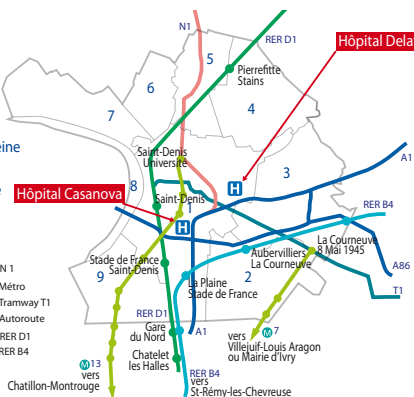 N1
RER D1
Hôpital Dela
Pierrefitte
Stains
5
6
4
7
eine
Saint-Denis
Université
3
A1
8
Hôpital Casanova
H
Saint-Denis
1
H
RER B4
La Courneuve
8 Mai 1945
Aubervilliers
La Courneuve
Stade de France
Saint-Denis
9
2
A86
La Plaine
Stade de France
T1
N 1
Métro
Tramway T1
Autoroute
RER D1
RER B4
RER D1
Gare
du Nord
A1
Chatelet
les Halles
M 7
vers
Villejuif-Louis Aragon
ou Mairie d'Ivry
M 13
vers
Chatillon-Montrouge
RER B4
vers
St-Rémy-les-Chevreuse